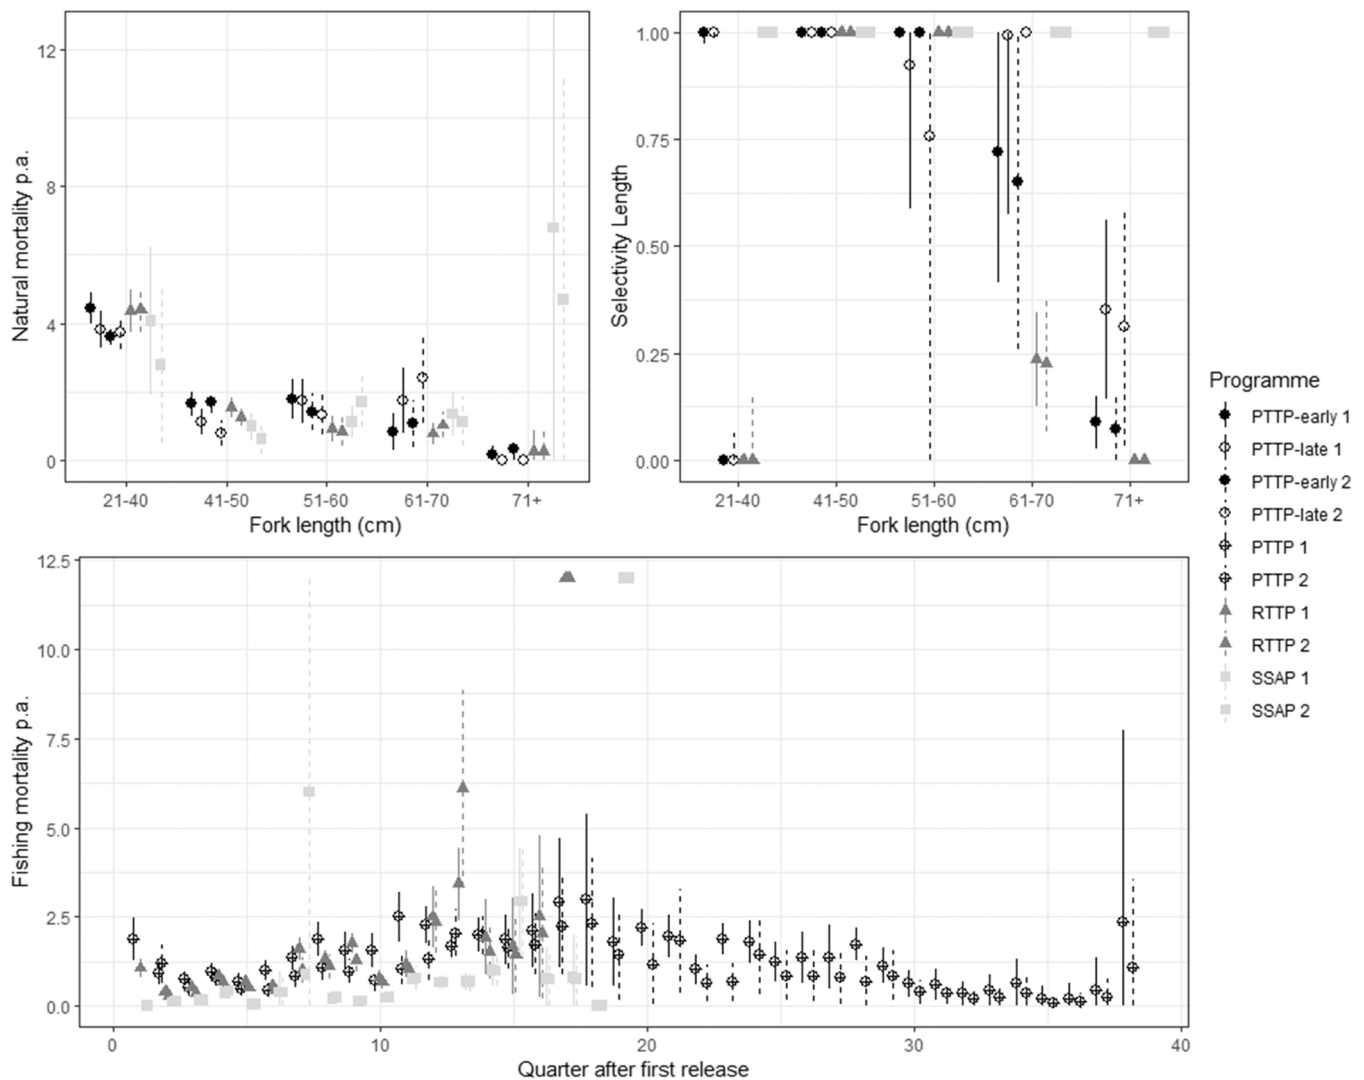 12
8
4
0
Natural mortality p.a.
21-40 41-50 51-60 61-70 71+
Fork length (cm)
1.00
0.75
0.50
0.25
0.00
Selectivity Length
21-40 41-50 51-60 61-70 71+
Fork length (cm)
12.5
10.0
7.5
5.0
2.5
0.0
Fishing mortality p.a.
0 10 20 30 40
Quarter after first release
Programme
PTTP-early 1
PTTP-late 1
PTTP-early 2
PTTP-late 2
PTTP 1
PTTP 2
RTTP 1
RTTP 2
SSAP 1
SSAP 2